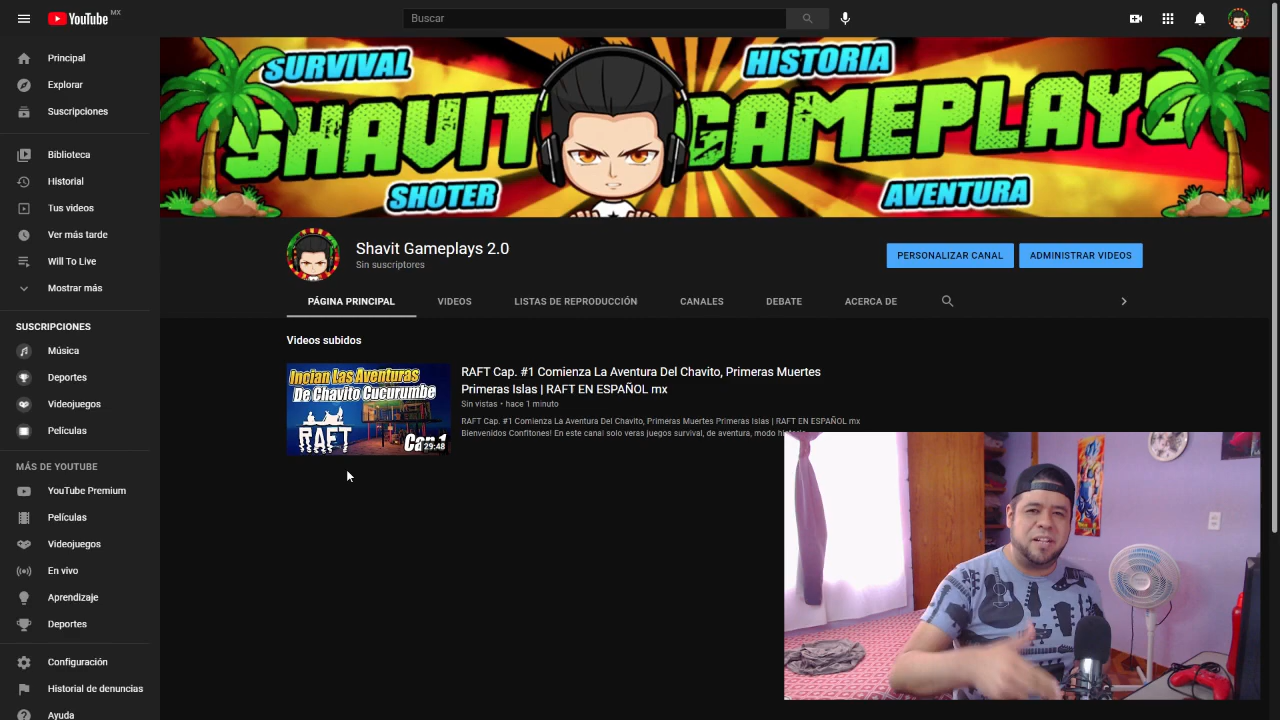 YouTube MX
Buscar
Principal
Explorar
Suscripciones
Biblioteca
Historial
Tus videos
Ver más tarde
Will To Live
Mostrar más
SUSCRIPCIONES
Música
Deportes
Videojuegos
Películas
MÁS DE YOUTUBE
YouTube Premium
Películas
Videojuegos
En vivo
Aprendizaje
Deportes
Configuración
Historial de denuncias
Ayuda
SURVIVAL
HISTORIA
SHAVIT GAMEPLAYS
SHOTER
AVENTURA
Shavit Gameplays 2.0
Sin suscriptores
PERSONALIZAR CANAL
ADMINISTRAR VIDEOS
PÁGINA PRINCIPAL
VIDEOS
LISTAS DE REPRODUCCIÓN
CANALES
DEBATE
ACERCA DE
Videos subidos
Incian Las Aventuras
De Chavito Cucurumbe
RAFT
Cap 1
29:48
RAFT Cap. #1 Comienza La Aventura Del Chavito, Primeras Muertes
Primeras Islas | RAFT EN ESPAÑOL mx
Sin vistas • hace 1 minuto
RAFT Cap. #1 Comienza La Aventura Del Chavito, Primeras Muertes Primeras Islas | RAFT EN ESPAÑOL mx
Bienvenidos Confitones! En este canal solo veras juegos survival, de aventura, modo historia